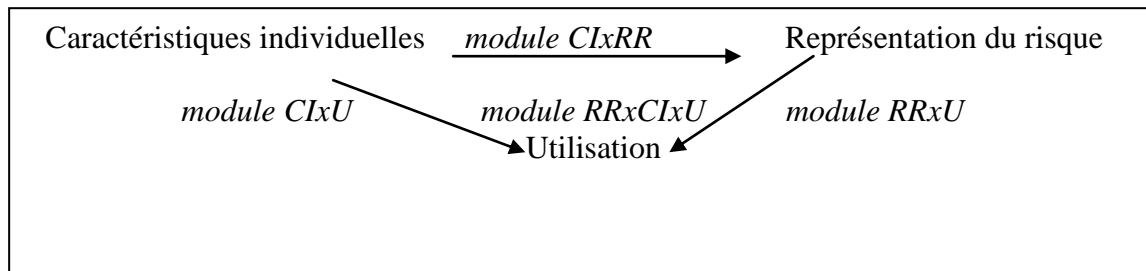 Caractéristiques individuelles module CIxRR Représentation du risque
module CIxU module RRxCIxU module RRxU
Utilisation